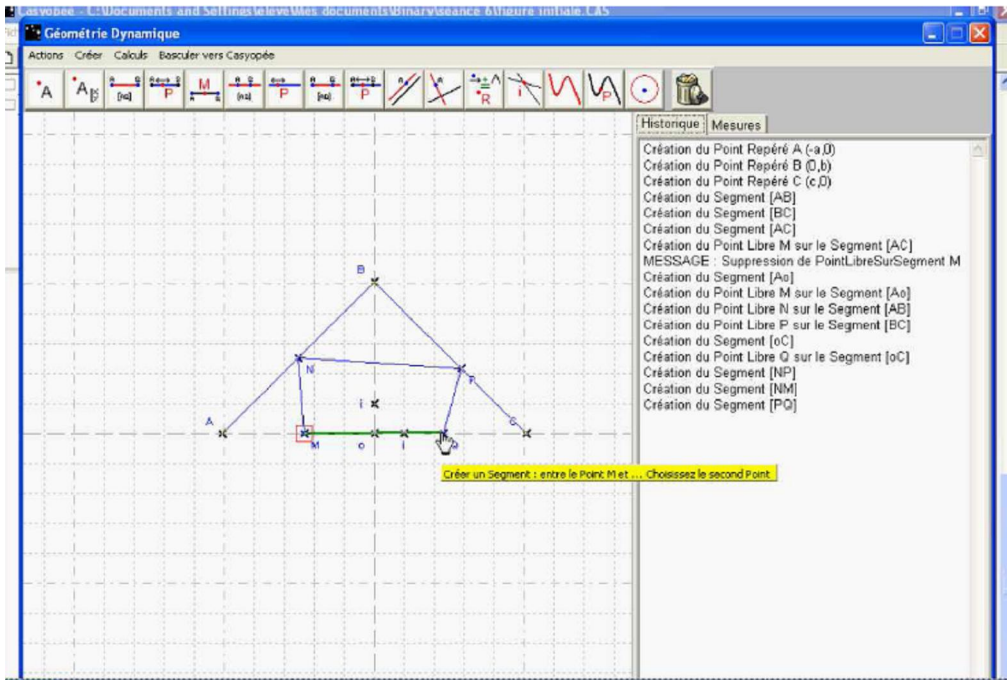 Casyopée - C:\Documents and Settings\eleve\Mes documents\Binary\seance 6\figure initiale.CAS
Géométrie Dynamique
Actions Créer Calculs Basculer vers Casyopée
Historique Mesures
Création du Point Repéré A (-a,0)
Création du Point Repéré B (0,b)
Création du Point Repéré C (c,0)
Création du Segment [AB]
Création du Segment [BC]
Création du Segment [AC]
Création du Point Libre M sur le Segment [AC]
MESSAGE : Suppression de PointLibreSurSegment M
Création du Segment [Ao]
Création du Point Libre M sur le Segment [Ao]
Création du Point Libre N sur le Segment [AB]
Création du Point Libre P sur le Segment [BC]
Création du Segment [oC]
Création du Point Libre Q sur le Segment [oC]
Création du Segment [NP]
Création du Segment [NM]
Création du Segment [PQ]
B
N
P
i
A
C
M o i Q
Créer un Segment : entre le Point M et ... Choisissez le second Point